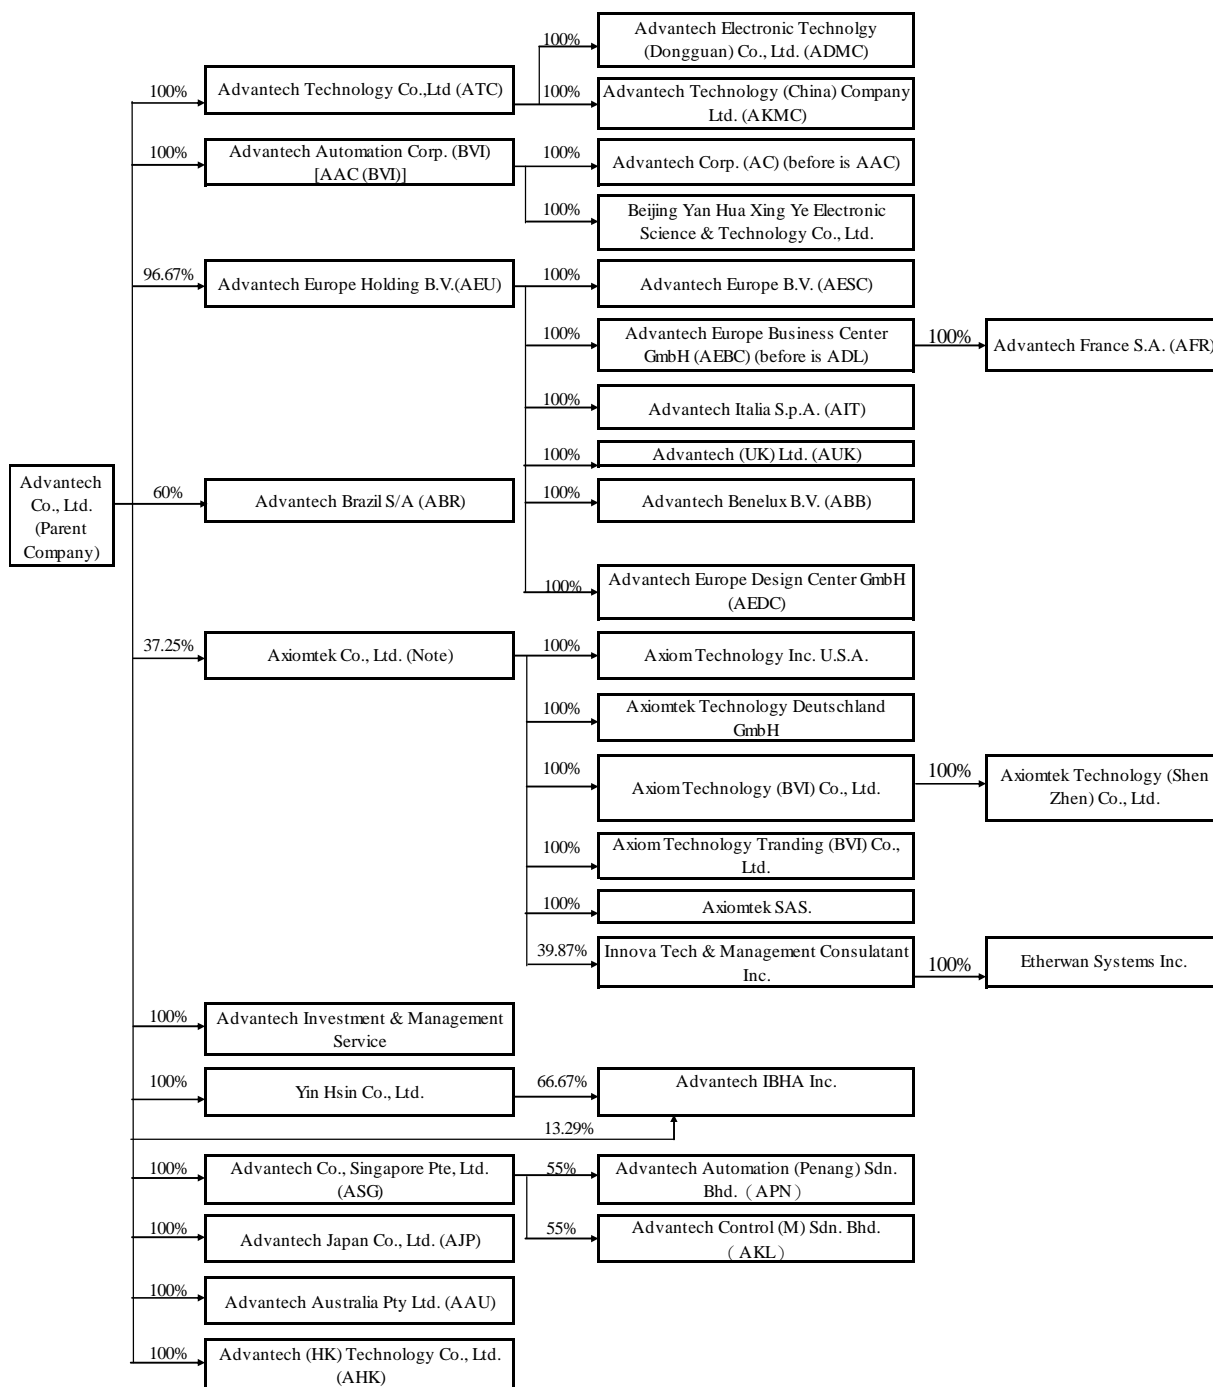 100%
Advantech Electronic Technolgy
(Dongguan) Co., Ltd. (ADMC)
100%
Advantech Technology Co.,Ltd (ATC)
100%
Advantech Technology (China) Company
Ltd. (AKMC)
100%
Advantech Automation Corp. (BVI)
[AAC (BVI)]
100%
Advantech Corp. (AC) (before is AAC)
100%
Beijing Yan Hua Xing Ye Electronic
Science & Technology Co., Ltd.
96.67%
Advantech Europe Holding B.V.(AEU)
100%
Advantech Europe B.V. (AESC)
100%
Advantech Europe Business Center
GmbH (AEBC) (before is ADL)
100%
Advantech France S.A. (AFR)
100%
Advantech Italia S.p.A. (AIT)
100%
Advantech (UK) Ltd. (AUK)
Advantech
Co., Ltd.
(Parent
Company)
60%
Advantech Brazil S/A (ABR)
100%
Advantech Benelux B.V. (ABB)
100%
Advantech Europe Design Center GmbH
(AEDC)
37.25%
Axiomtek Co., Ltd. (Note)
100%
Axiom Technology Inc. U.S.A.
100%
Axiomtek Technology Deutschland
GmbH
100%
Axiom Technology (BVI) Co., Ltd.
100%
Axiomtek Technology (Shen
Zhen) Co., Ltd.
100%
Axiom Technology Tranding (BVI) Co.,
Ltd.
100%
Axiomtek SAS.
39.87%
Innova Tech & Management Consulatant
Inc.
100%
Etherwan Systems Inc.
100%
Advantech Investment & Management
Service
100%
Yin Hsin Co., Ltd.
66.67%
Advantech IBHA Inc.
13.29%
100%
Advantech Co., Singapore Pte, Ltd.
(ASG)
55%
Advantech Automation (Penang) Sdn.
Bhd.（APN）
100%
Advantech Japan Co., Ltd. (AJP)
55%
Advantech Control (M) Sdn. Bhd.
（AKL）
100%
Advantech Australia Pty Ltd. (AAU)
100%
Advantech (HK) Technology Co., Ltd.
(AHK)